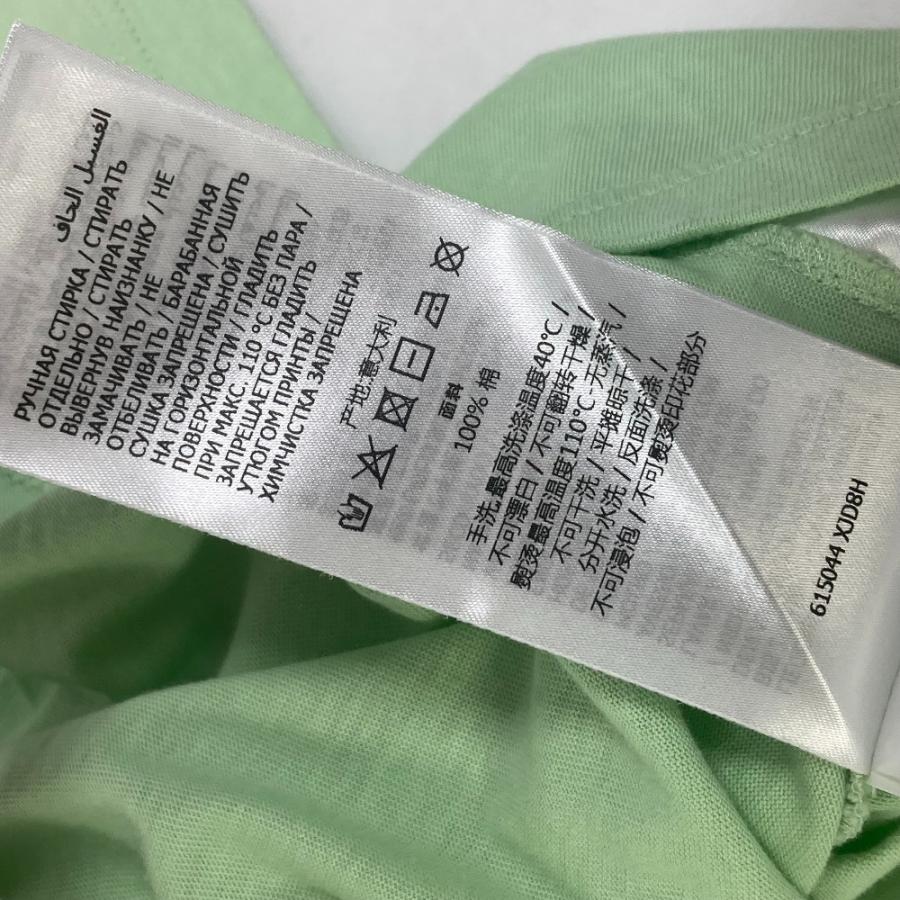 الغسيل الجاف
РУЧНАЯ СТИРКА / СТИРАТЬ
ОТДЕЛЬНО / СТИРАТЬ
ВЫВЕРНУВ НАИЗНАНКУ / НЕ
ЗАМАЧИВАТЬ / НЕ
ОТБЕЛИВАТЬ / БАРАБАННАЯ
СУШКА ЗАПРЕЩЕНА / СУШИТЬ
НА ГОРИЗОНТАЛЬНОЙ
ПОВЕРХНОСТИ / ГЛАДИТЬ
ПРИ МАКС. 110 °C БЕЗ ПАРА /
ЗАПРЕЩАЕТСЯ ГЛАДИТЬ
УТЮГОМ ПРИНТЫ /
ХИМЧИСТКА ЗАПРЕЩЕНА
产地:意大利
面料
100% 棉
手洗,最高洗涤温度40°C /
不可漂白 / 不可翻转干燥 /
熨烫最高温度110°C-无蒸汽 /
不可干洗 / 平摊晾干 /
分开水洗 / 反面洗涤 /
不可浸泡 / 不可熨烫印花部分
615044 XJD8H